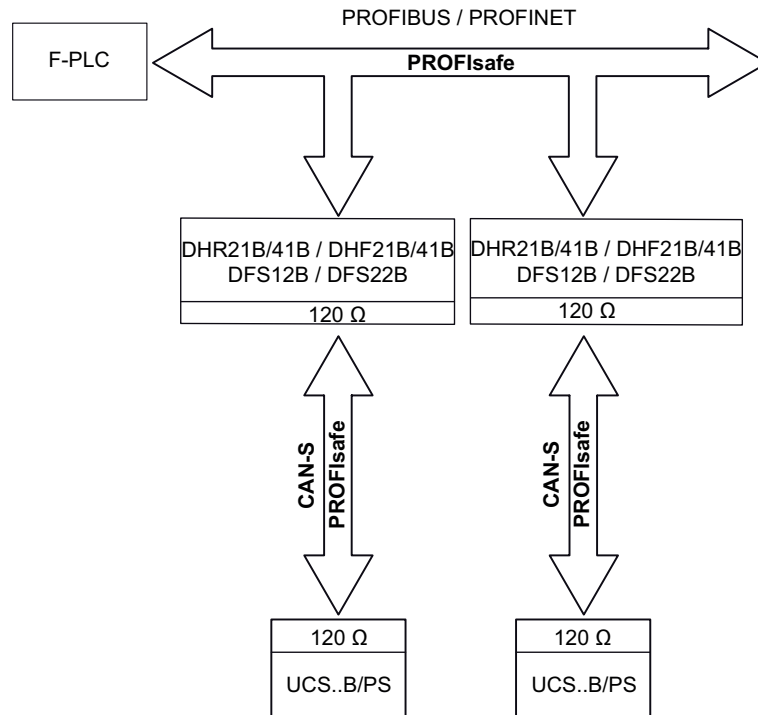 PROFIBUS / PROFINET
F-PLC
PROFIsafe
DHR21B/41B / DHF21B/41B
DFS12B / DFS22B
120 Ω
DHR21B/41B / DHF21B/41B
DFS12B / DFS22B
120 Ω
CAN-S
PROFIsafe
CAN-S
PROFIsafe
120 Ω
UCS..B/PS
120 Ω
UCS..B/PS